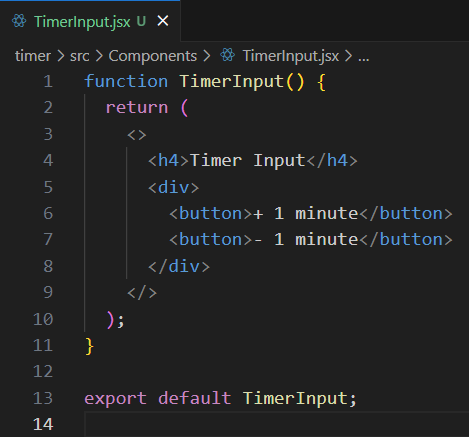 TimerInput.jsx U ×
timer > src > Components > TimerInput.jsx > ...
1 function TimerInput() {
2   return (
3     <>
4       <h4>Timer Input</h4>
5       <div>
6         <button>+ 1 minute</button>
7         <button>- 1 minute</button>
8       </div>
9     </>
10   );
11 }
12
13 export default TimerInput;
14